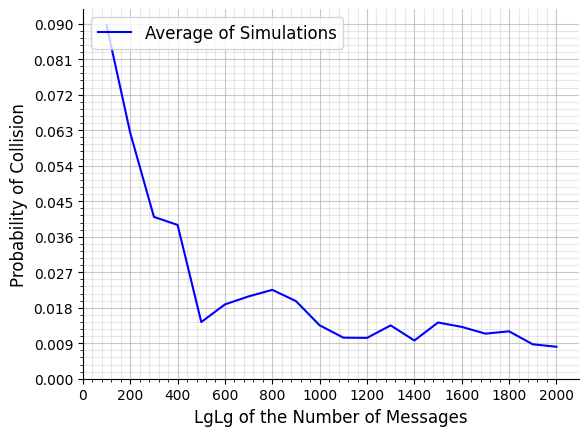 Average of Simulations
Probability of Collision
0.090
0.081
0.072
0.063
0.054
0.045
0.036
0.027
0.018
0.009
0.000
0 200 400 600 800 1000 1200 1400 1600 1800 2000
LgLg of the Number of Messages